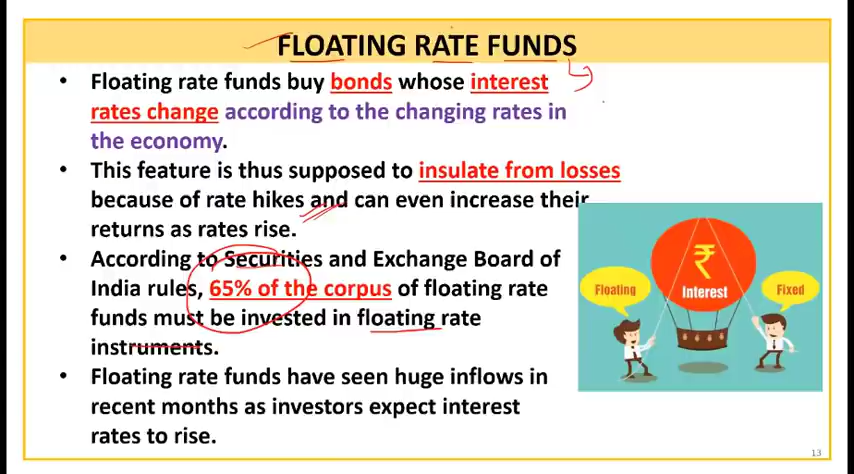 FLOATING RATE FUNDS
• Floating rate funds buy bonds whose interest
rates change according to the changing rates in
the economy.
• This feature is thus supposed to insulate from losses
because of rate hikes and can even increase their
returns as rates rise.
• According to Securities and Exchange Board of
India rules, 65% of the corpus of floating rate
funds must be invested in floating rate
instruments.
• Floating rate funds have seen huge inflows in
recent months as investors expect interest
rates to rise.
₹
Floating
Interest
Fixed
13